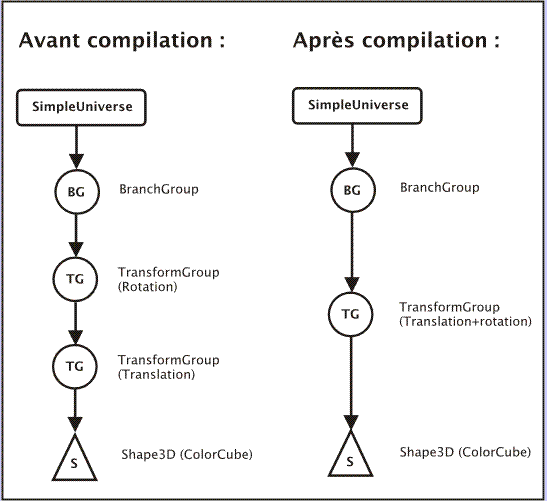 Avant compilation :
SimpleUniverse
BG
BranchGroup
TG
TransformGroup
(Rotation)
TG
TransformGroup
(Translation)
S
Shape3D (ColorCube)
Après compilation :
SimpleUniverse
BG
BranchGroup
TG
TransformGroup
(Translation+rotation)
S
Shape3D (ColorCube)